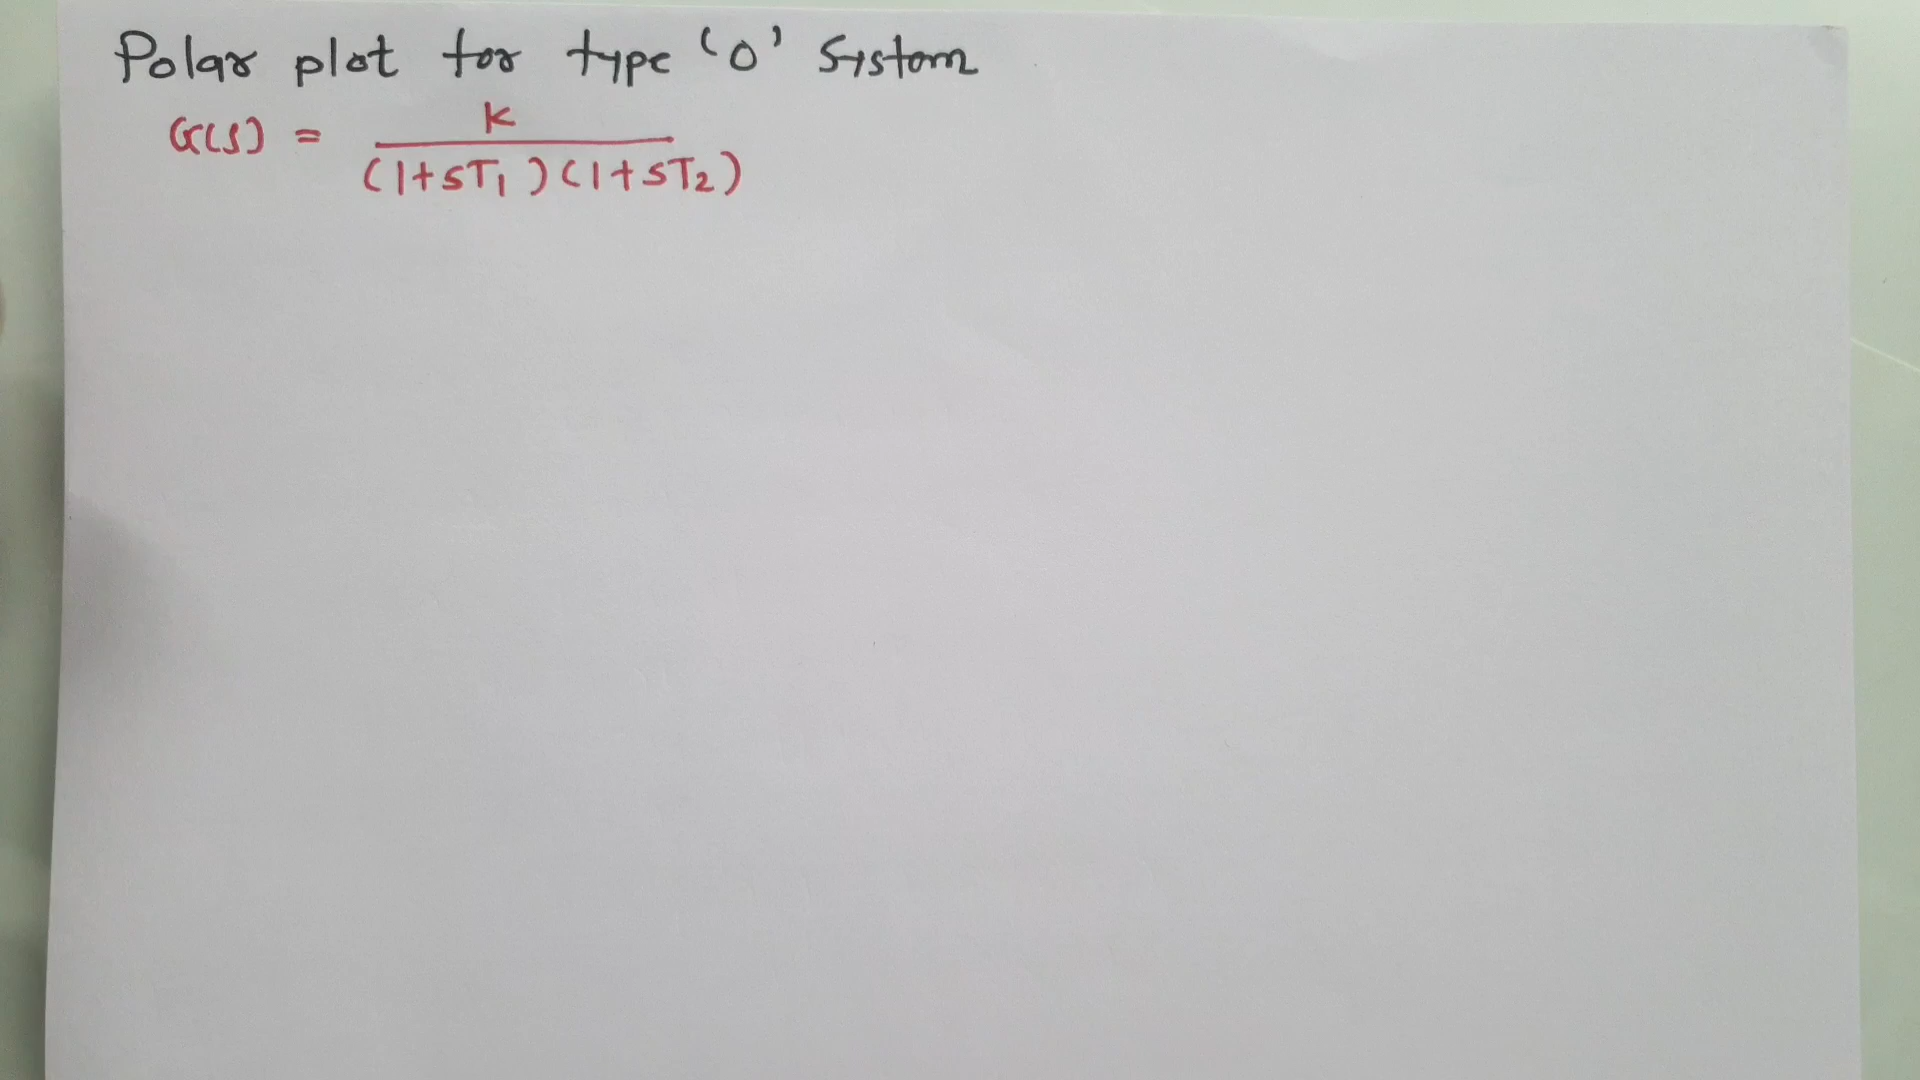 Polar plot for type '0' System
G(s) = K / (1+sT₁)(1+sT₂)